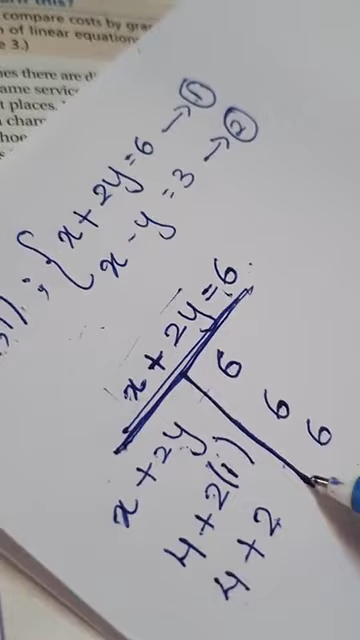 compare costs by gra
n of linear equation
e 3.)
nes there are d
ame servic
t places.
a char
hoe
x + 2y = 6 → 1
x - y = 3 → 2
x + 2y = 6
x + 2y 6
4 + 2(1) 6
4 + 2 6